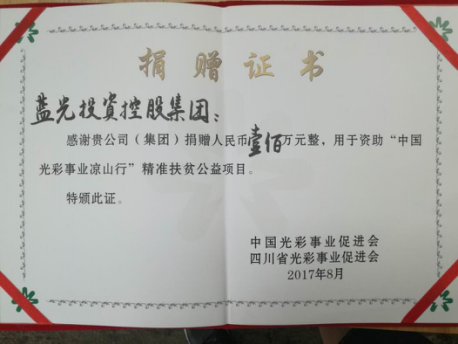 捐赠证书
蓝光投资控股集团：
感谢贵公司（集团）捐赠人民币壹佰万元整，用于资助“中国
光彩事业凉山行”精准扶贫公益项目。
特颁此证。
中国光彩事业促进会
四川省光彩事业促进会
2017年8月